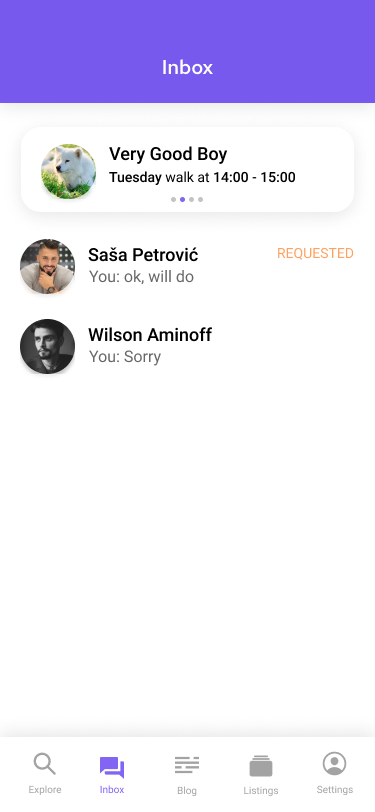 Inbox
Very Good Boy
Tuesday walk at 14:00 - 15:00
Saša Petrović
REQUESTED
You: ok, will do
Wilson Aminoff
You: Sorry
Explore
Inbox
Blog
Listings
Settings